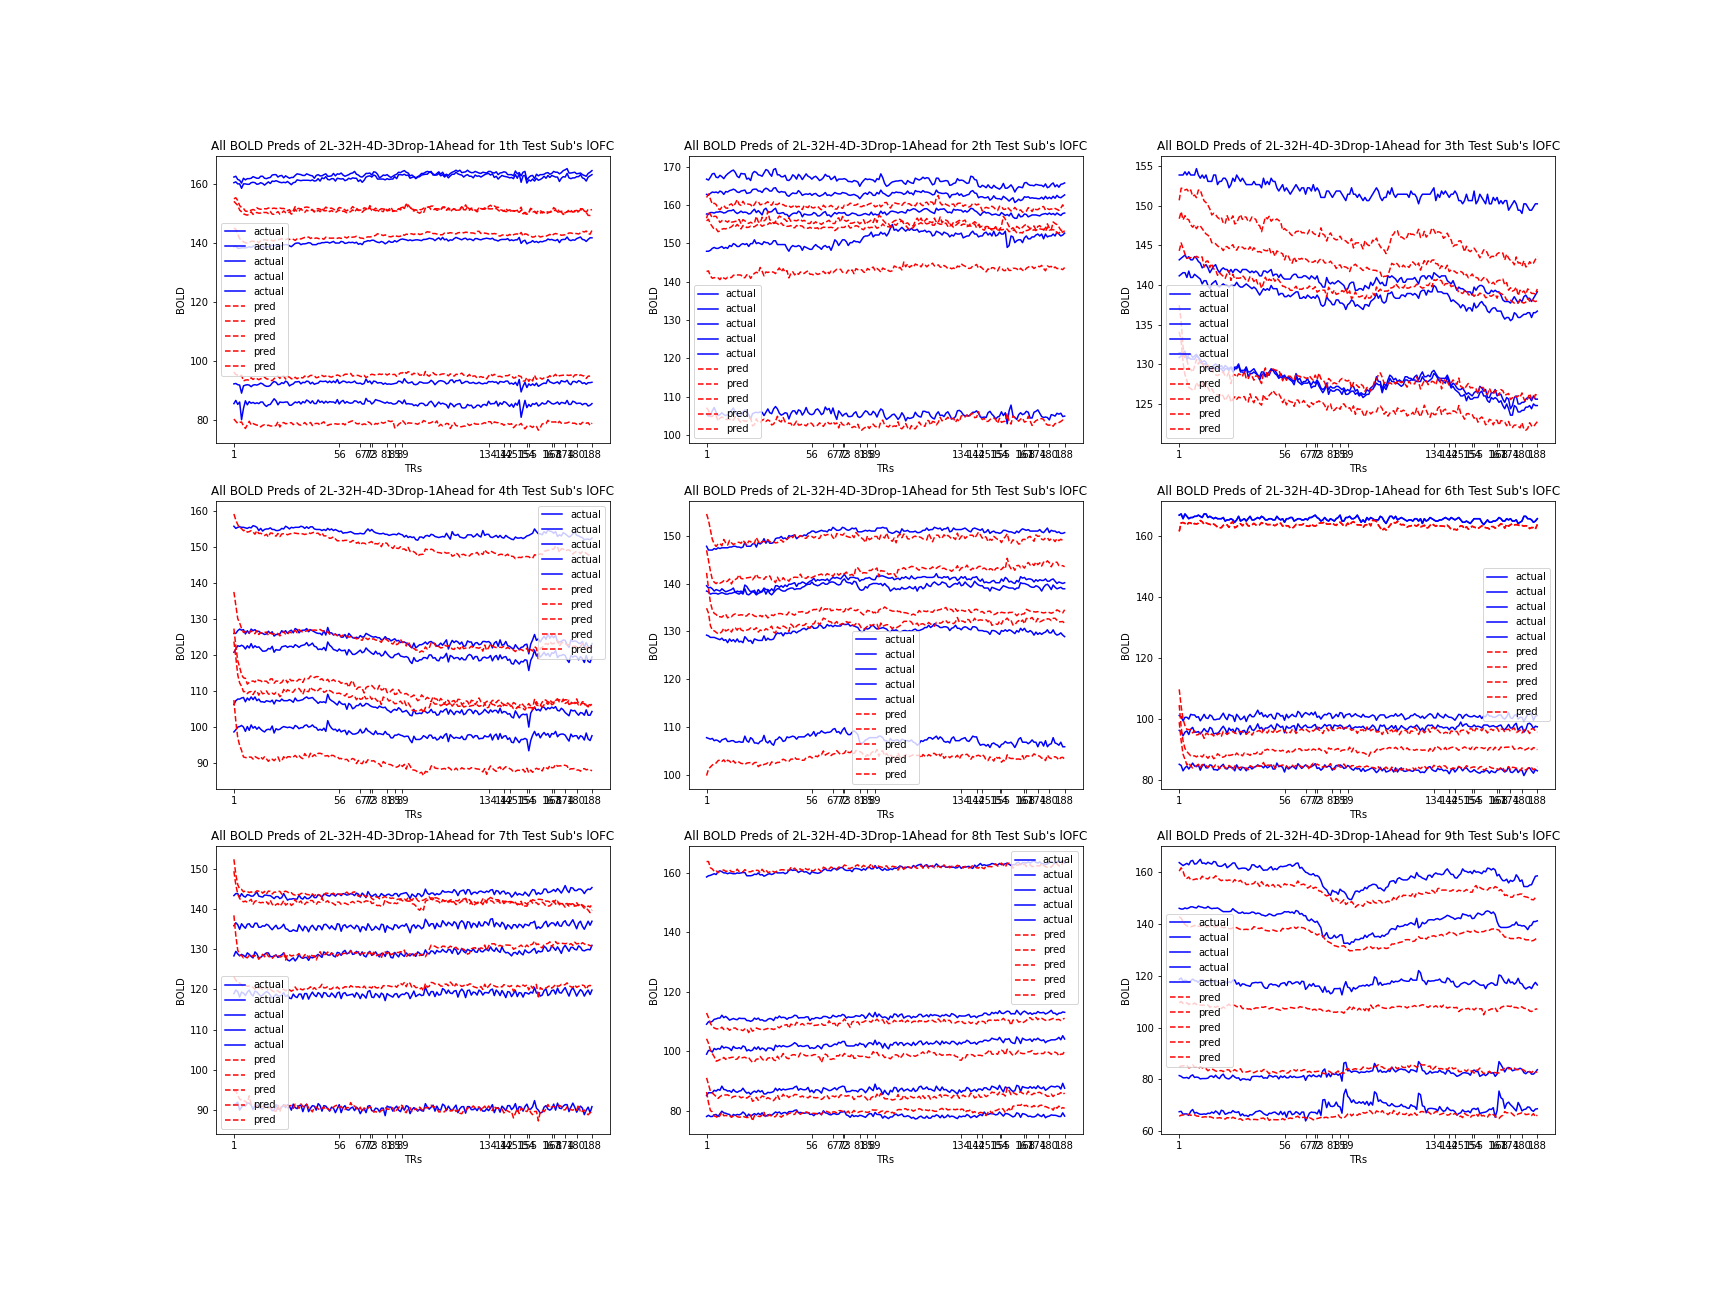 All BOLD Preds of 2L-32H-4D-3Drop-1Ahead for 1th Test Sub's lOFC
160
140
120
100
80
BOLD
actual
actual
actual
actual
actual
pred
pred
pred
pred
pred
1 56 134 188
TRs
All BOLD Preds of 2L-32H-4D-3Drop-1Ahead for 2th Test Sub's lOFC
170
160
150
140
130
120
110
100
BOLD
actual
actual
actual
actual
actual
pred
pred
pred
pred
pred
1 56 134 188
TRs
All BOLD Preds of 2L-32H-4D-3Drop-1Ahead for 3th Test Sub's lOFC
155
150
145
140
135
130
125
BOLD
actual
actual
actual
actual
actual
pred
pred
pred
pred
pred
1 56 134 188
TRs
All BOLD Preds of 2L-32H-4D-3Drop-1Ahead for 4th Test Sub's lOFC
160
150
140
130
120
110
100
90
BOLD
actual
actual
actual
actual
actual
pred
pred
pred
pred
pred
1 56 134 188
TRs
All BOLD Preds of 2L-32H-4D-3Drop-1Ahead for 5th Test Sub's lOFC
150
140
130
120
110
100
BOLD
actual
actual
actual
actual
actual
pred
pred
pred
pred
pred
1 56 134 188
TRs
All BOLD Preds of 2L-32H-4D-3Drop-1Ahead for 6th Test Sub's lOFC
160
140
120
100
80
BOLD
actual
actual
actual
actual
actual
pred
pred
pred
pred
pred
1 56 134 188
TRs
All BOLD Preds of 2L-32H-4D-3Drop-1Ahead for 7th Test Sub's lOFC
150
140
130
120
110
100
90
BOLD
actual
actual
actual
actual
actual
pred
pred
pred
pred
pred
1 56 134 188
TRs
All BOLD Preds of 2L-32H-4D-3Drop-1Ahead for 8th Test Sub's lOFC
160
140
120
100
80
BOLD
actual
actual
actual
actual
actual
pred
pred
pred
pred
pred
1 56 134 188
TRs
All BOLD Preds of 2L-32H-4D-3Drop-1Ahead for 9th Test Sub's lOFC
160
140
120
100
80
60
BOLD
actual
actual
actual
actual
actual
pred
pred
pred
pred
pred
1 56 134 188
TRs